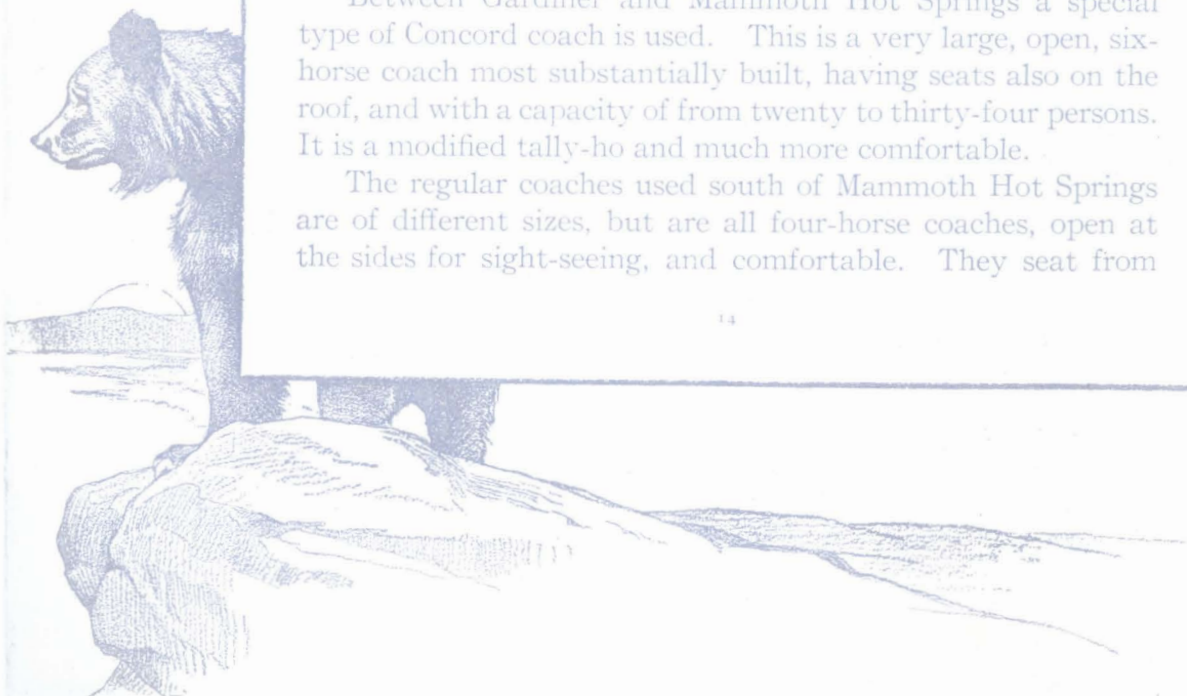 Between Gardiner and Mammoth Hot Springs a special
type of Concord coach is used. This is a very large, open, six-
horse coach most substantially built, having seats also on the
roof, and with a capacity of from twenty to thirty-four persons.
It is a modified tally-ho and much more comfortable.
The regular coaches used south of Mammoth Hot Springs
are of different sizes, but are all four-horse coaches, open at
the sides for sight-seeing, and comfortable. They seat from
14